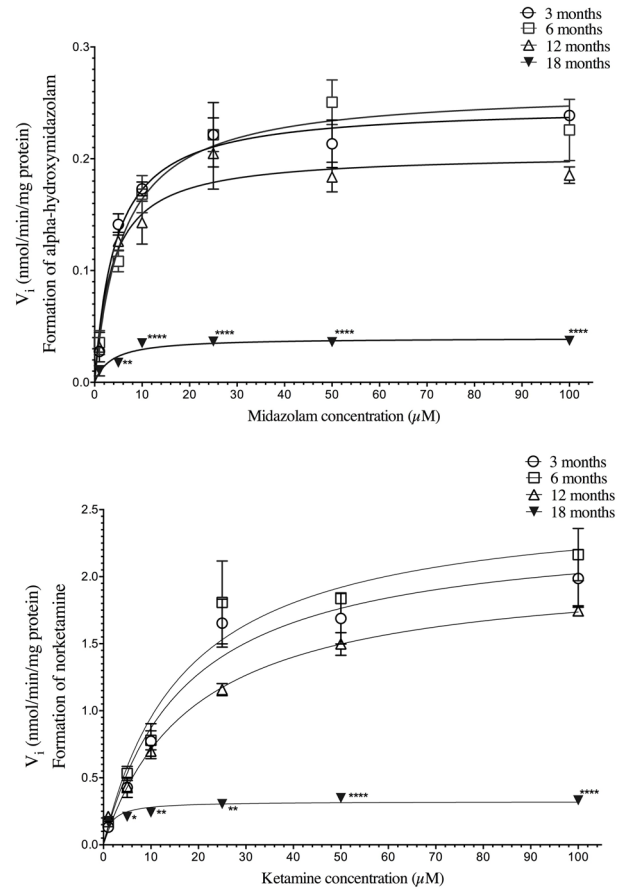 3 months
6 months
12 months
18 months
V i (nmol/min/mg protein)
Formation of alpha-hydroxymidazolam
0.3
0.2
0.1
0.0
**
****
****
****
****
0 10 20 30 40 50 60 70 80 90 100
Midazolam concentration (µM)
3 months
6 months
12 months
18 months
V i (nmol/min/mg protein)
Formation of norketamine
2.5
2.0
1.5
1.0
0.5
0.0
*
**
**
****
****
0 10 20 30 40 50 60 70 80 90 100
Ketamine concentration (µM)